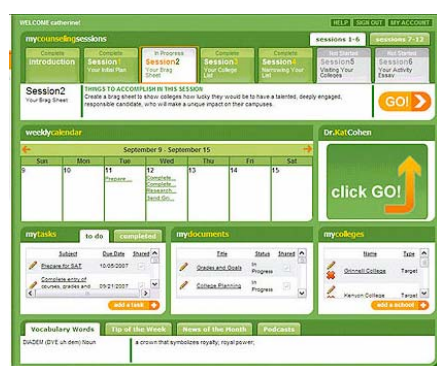 WELCOME catherine!
HELP SIGN OUT MY ACCOUNT
mycounselingsessions
sessions 1-6 sessions 7-12
Complete
Introduction
Complete
Session1
Your Initial Plan
In Progress
Session2
Your Brag
Sheet
Complete
Session3
Your College
List
Complete
Session4
Narrowing Your
List
Not Started
Session5
Visiting Your
Colleges
Not Started
Session6
Your Activity
Essay
Session2
Your Brag Sheet
THINGS TO ACCOMPLISH IN THIS SESSION
Create a brag sheet to show colleges how lucky they would be to have a talented, deeply engaged,
responsible candidate, who will make a unique impact on their campuses.
GO!
weeklycalendar
September 9 - September 15
Sun Mon Tue Wed Thu Fri Sat
9 10 11 12 13 14 15
Prepare ...
Complete...
Complete...
Research...
Send Gri...
Dr.KatCohen
click GO!
mytasks
to do
completed
Subject Due Date Shared
Prepare for SAT 10/05/2007
Complete entry of
courses, grades and 09/21/2007
add a task
mydocuments
Title Status Shared
Grades and Goals In
Progress
College Planning In
Progress
mycolleges
Name Type
Grinnell College Target
Kenyon College Target
add a school
Vocabulary Words
Tip of the Week
News of the Month
Podcasts
DIADEM (DYE uh dem) Noun
a crown that symbolizes royalty; royal power;